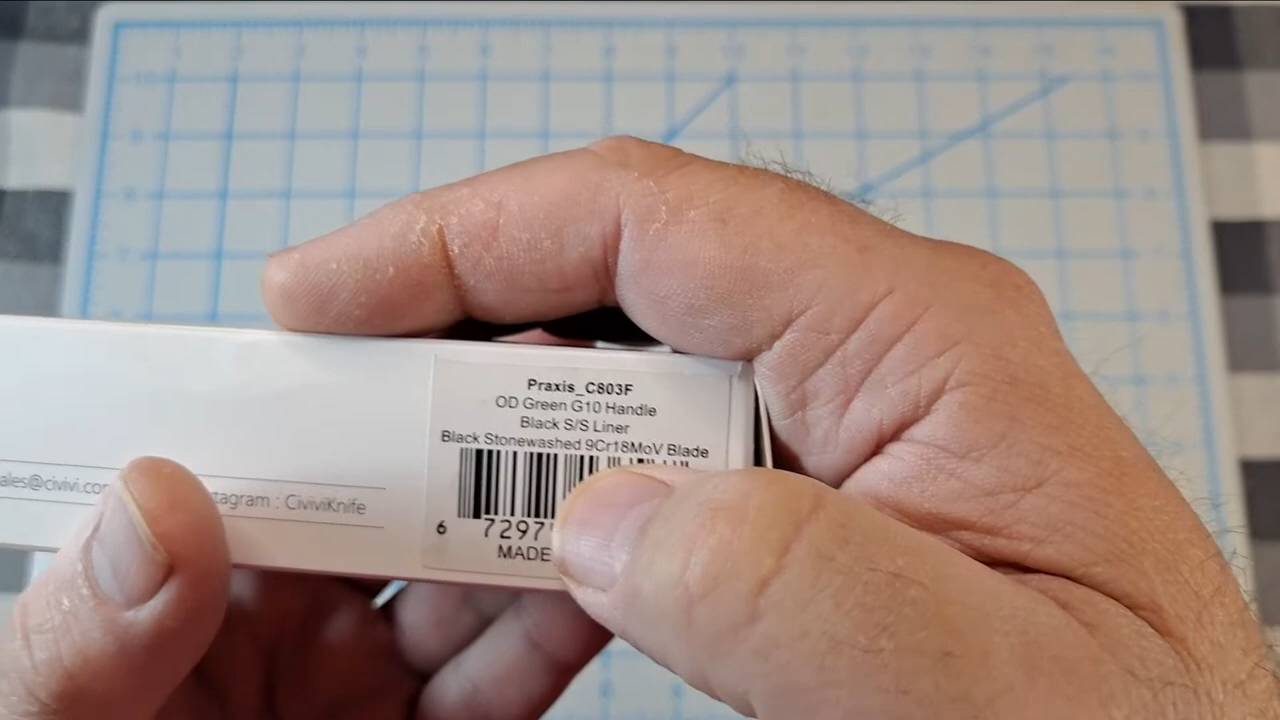 Praxis_C803F
OD Green G10 Handle
Black S/S Liner
Black Stonewashed 9Cr18MoV Blade
6 7297
MADE
ales@civivi.co
tagram : CiviviKnife